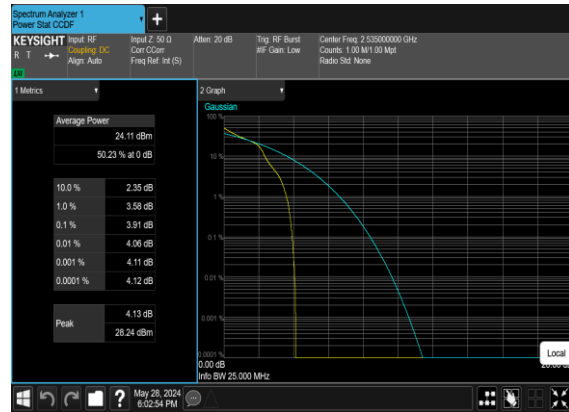 Spectrum Analyzer 1
Power Stat CCDF
KEYSIGHT
R T
LW
Input: RF
Coupling: DC
Align: Auto
Input Z: 50 Ω
Corr CCorr
Freq Ref: Int (S)
Atten: 20 dB
Trig: RF Burst
#IF Gain: Low
Center Freq: 2.535000000 GHz
Counts: 1.00 M/1.00 Mpt
Radio Std: None
1 Metrics
Average Power
24.11 dBm
50.23 % at 0 dB
10.0 % 2.35 dB
1.0 % 3.58 dB
0.1 % 3.91 dB
0.01 % 4.06 dB
0.001 % 4.11 dB
0.0001 % 4.12 dB
Peak
4.13 dB
28.24 dBm
2 Graph
Gaussian
100 %
10 %
1 %
0.1 %
0.01 %
0.001 %
0.0001 %
0.00 dB
Info BW 25.000 MHz
Local
?
May 28, 2024
6:02:54 PM